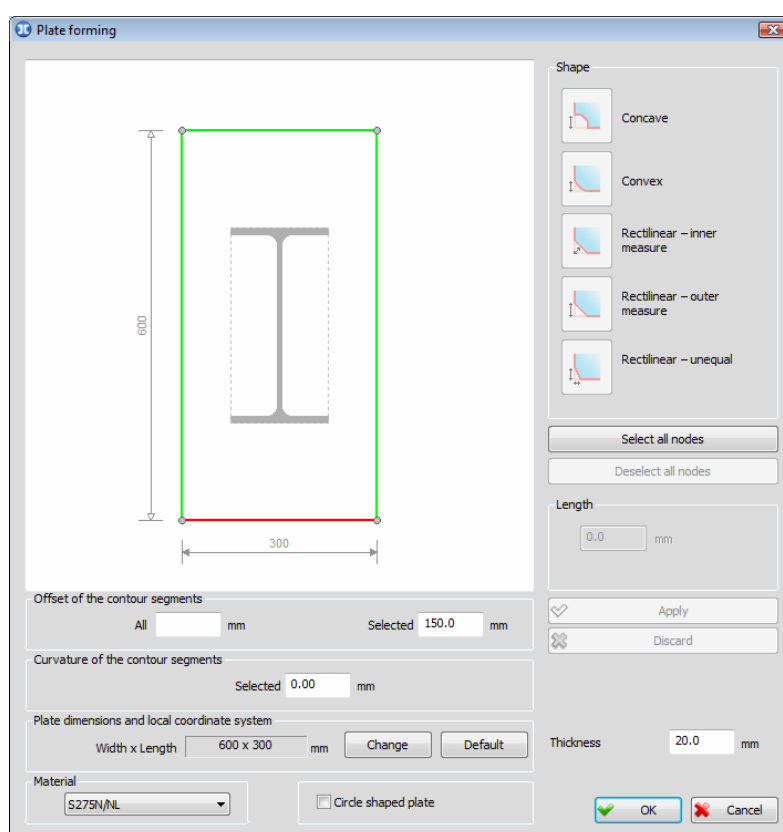 Plate forming
Shape
Concave
Convex
Rectilinear – inner
measure
Rectilinear – outer
measure
Rectilinear – unequal
600
300
Select all nodes
Deselect all nodes
Length
0.0 mm
Offset of the contour segments
All mm Selected 150.0 mm
Apply
Discard
Curvature of the contour segments
Selected 0.00 mm
Plate dimensions and local coordinate system
Width x Length 600 x 300 mm Change Default
Thickness 20.0 mm
Material
S275N/NL
Circle shaped plate
OK Cancel